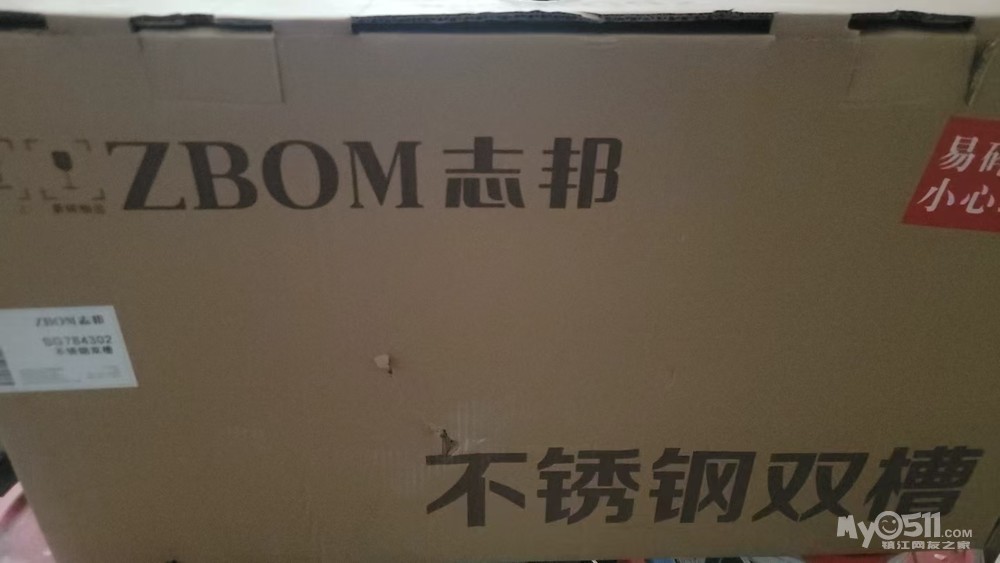 ZBOM志邦
易碎
小心
ZBOM志邦
SG784302
不锈钢双槽
不锈钢双槽
MyO511.COM
镇江网友之家